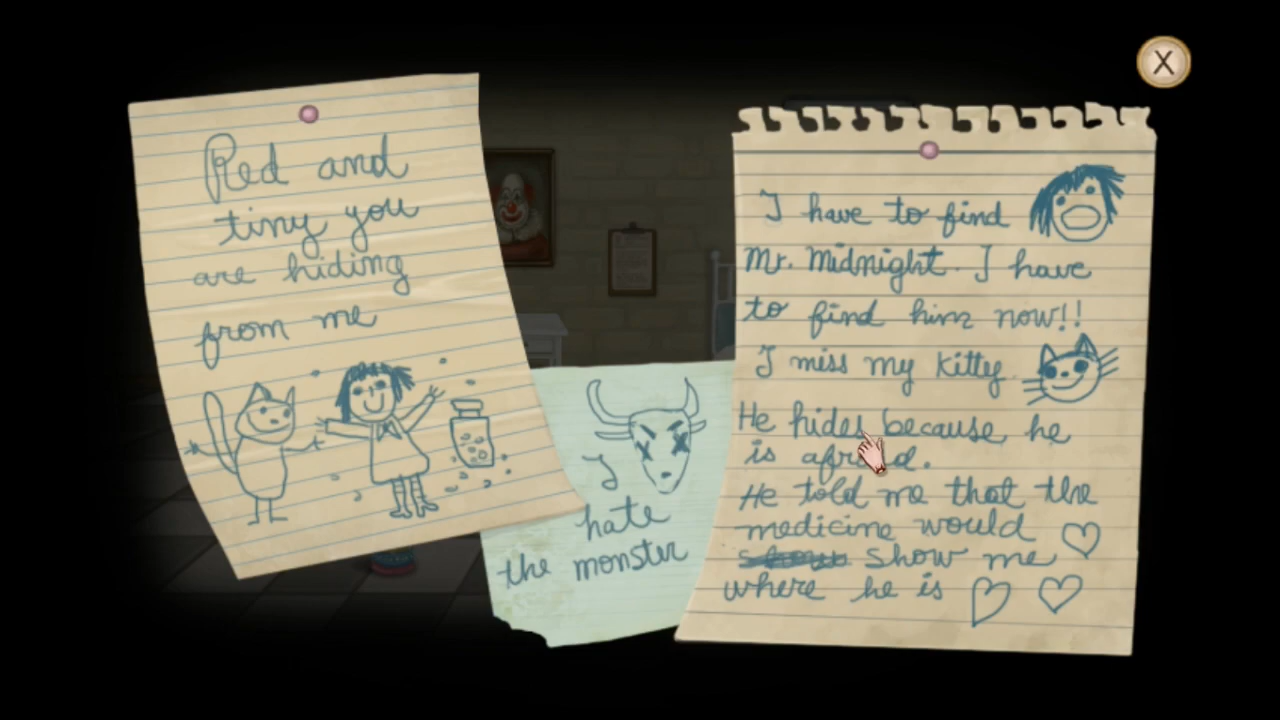 Red and
tiny you
are hiding
from me
I
hate
the monster
I have to find
Mr. Midnight. I have
to find him now!!
I miss my kitty
He hides because he
is afraid.
He told me that the
medicine would
show me
where he is
X